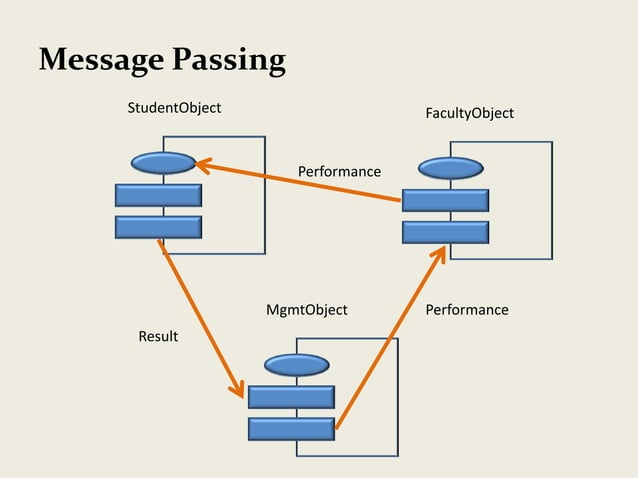 Message Passing
StudentObject
FacultyObject
Performance
MgmtObject
Performance
Result